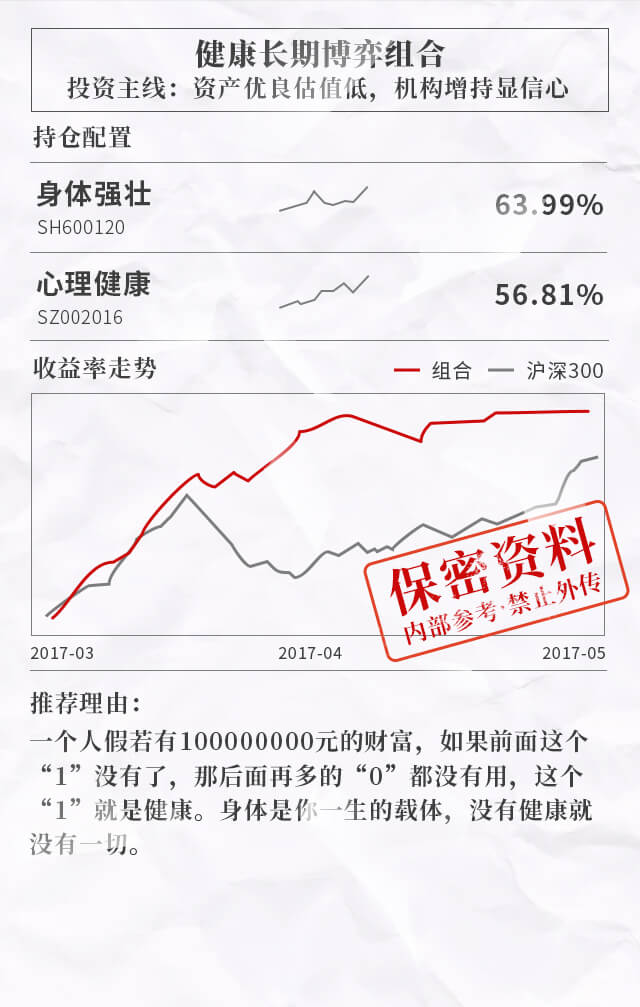 健康长期博弈组合
投资主线：资产优良估值低，机构增持显信心
持仓配置
身体强壮
SH600120
63.99%
心理健康
SZ002016
56.81%
收益率走势
组合 沪深300
保密资料
内部参考·禁止外传
2017-03 2017-04 2017-05
推荐理由：
一个人假若有100000000元的财富，如果前面这个
“1”没有了，那后面再多的“0”都没有用，这个
“1”就是健康。身体是你一生的载体，没有健康就
没有一切。